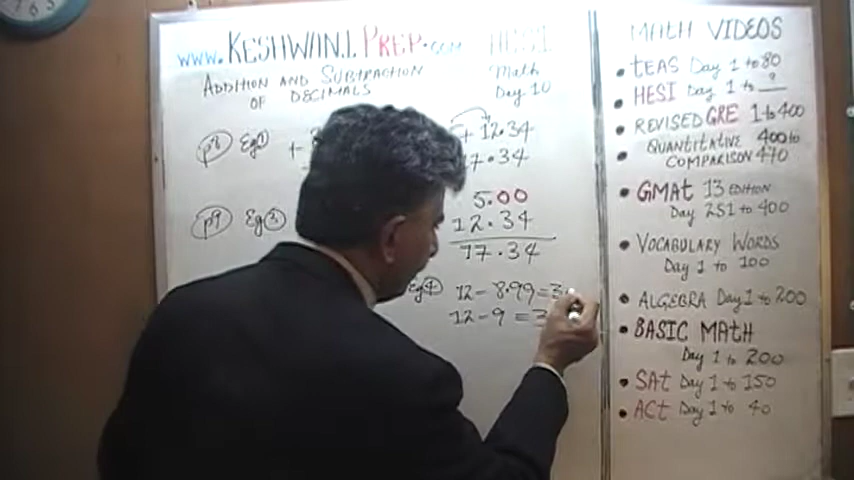 www.KESHWANI PREP.com HESI
ADDITION AND SUBTRACTION
OF DECIMALS
Math
Day 10
p8 Eg①
+
+ 12.34
17.34
p9 Eg③
5.00
12.34
17.34
Eg④ 12 - 8.99 = 3
12 - 9 = 3
MATH VIDEOS
• TEAS Day 1 to 80
• HESI Day 1 to ?
• REVISED GRE 1 to 400
• QUANTITATIVE 400 to
COMPARISON 470
• GMAT 13 EDITION
Day 251 to 400
• VOCABULARY WORDS
Day 1 to 100
• ALGEBRA Day 1 to 200
• BASIC MATH
Day 1 to 200
• SAT Day 1 to 150
• ACT Day 1 to 40